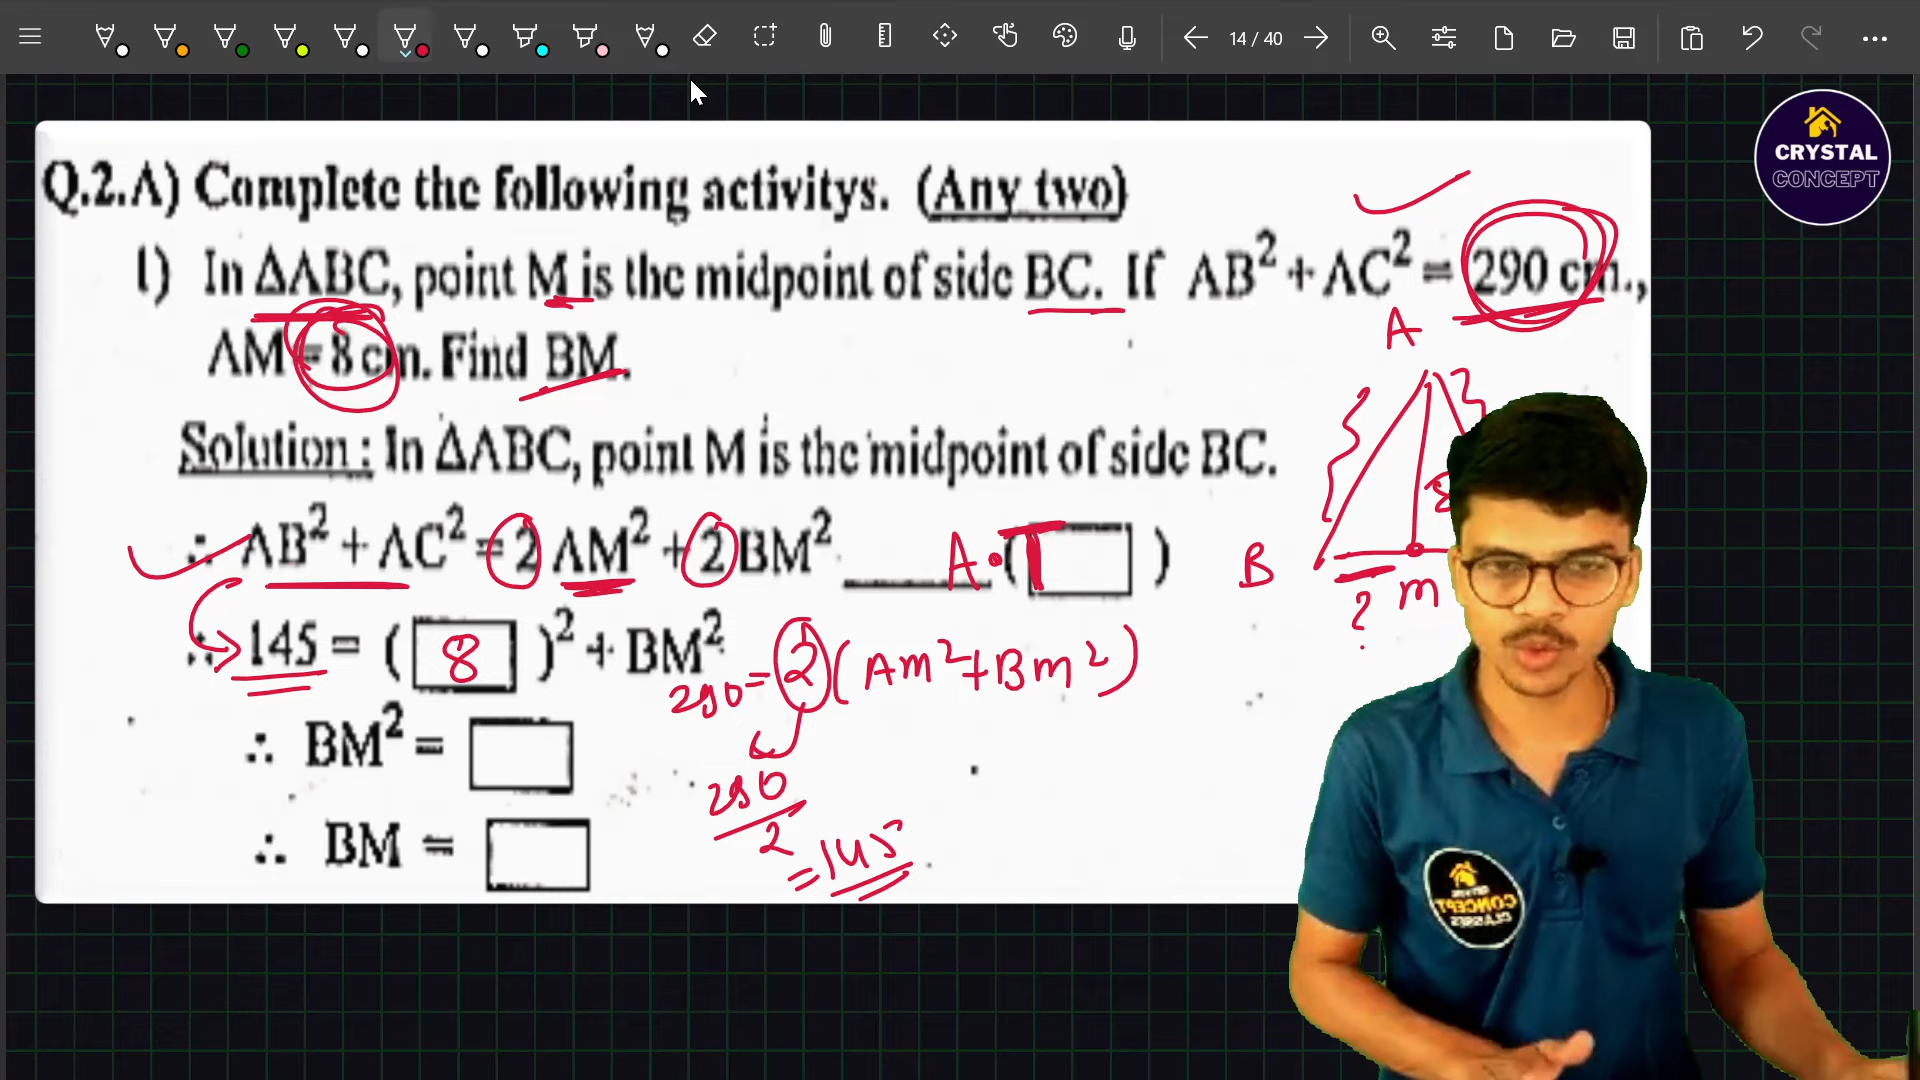 14 / 40
CRYSTAL
CONCEPT
Q.2.A) Complete the following activitys. (Any two)
1) In ΔABC, point M is the midpoint of side BC. If AB² + AC² = 290 cm.,
AM = 8 cm. Find BM.
A
Solution : In ΔABC, point M is the midpoint of side BC.
∴ AB² + AC² = 2 AM² + 2 BM² ______ A.( T )
B
m
?
∴ 145 = ( 8 )² + BM²
290 = 2 (Am² + Bm²)
∴ BM² =
290
2
= 145
∴ BM =
CONCEPT
CLASSES